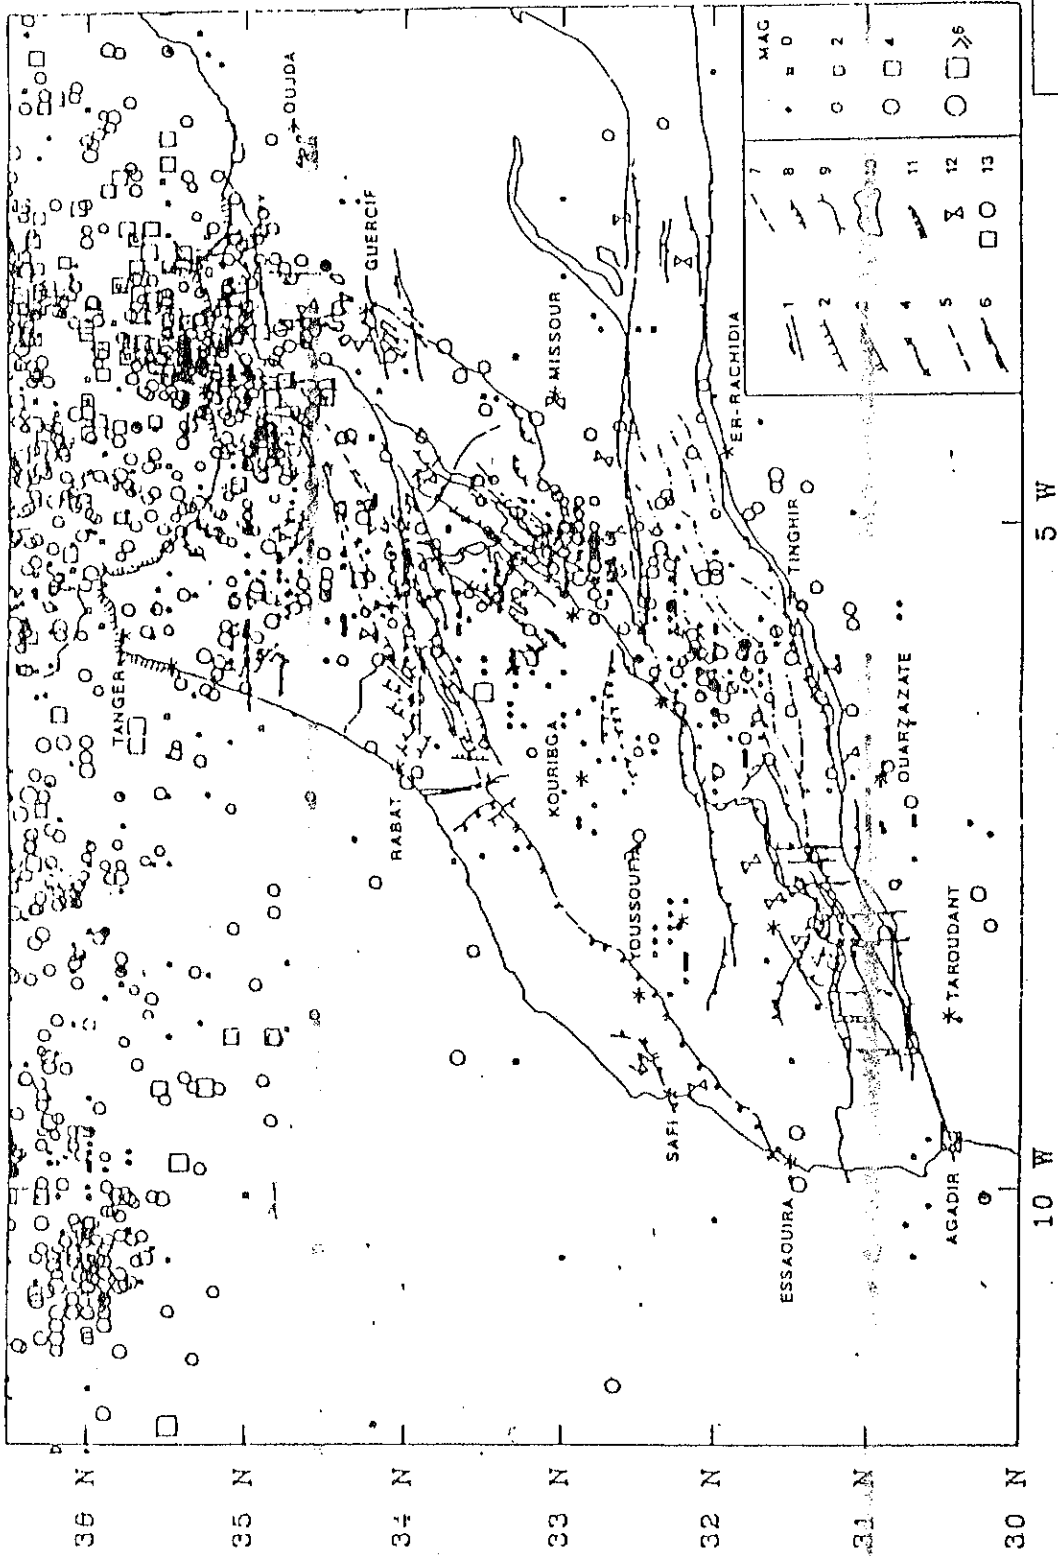 36 N
35 N
34 N
33 N
32 N
31 N
30 N
10 W
5 W
TANGER
OUJDA
GUERCIF
RABAT
MISSOUR
KOURIBGA
ER-RACHIDIA
YOUSSOUFIA
TINGHIR
SAFI
OUARZAZATE
ESSAOUIRA
TAROUDANT
AGADIR
MAG
0
2
4
⩾6
1
2
4
5
6
7
8
9
11
12
13